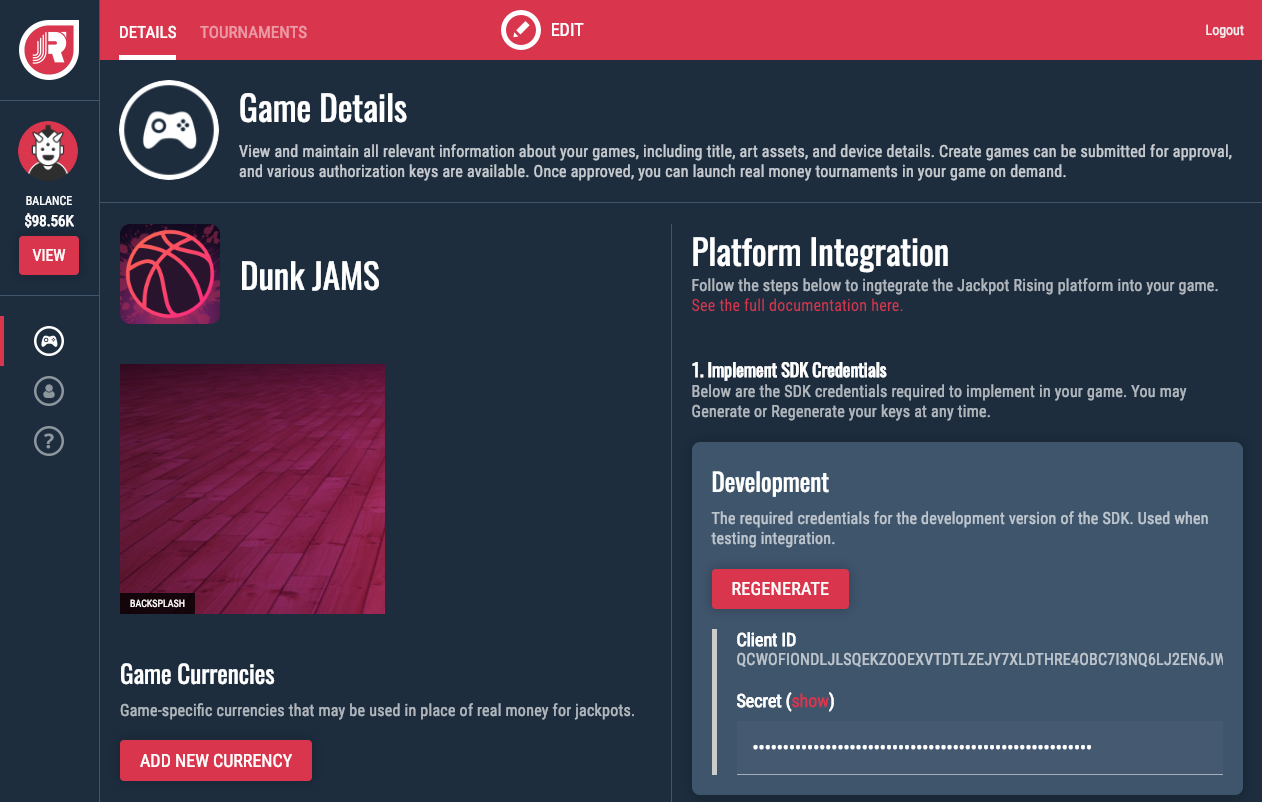 DETAILS
TOURNAMENTS
EDIT
Logout
BALANCE
$98.56K
VIEW
Game Details
View and maintain all relevant information about your games, including title, art assets, and device details. Create games can be submitted for approval,
and various authorization keys are available. Once approved, you can launch real money tournaments in your game on demand.
Dunk JAMS
BACKSPLASH
Game Currencies
Game-specific currencies that may be used in place of real money for jackpots.
ADD NEW CURRENCY
Platform Integration
Follow the steps below to ingtegrate the Jackpot Rising platform into your game.
See the full documentation here.
1. Implement SDK Credentials
Below are the SDK credentials required to implement in your game. You may
Generate or Regenerate your keys at any time.
Development
The required credentials for the development version of the SDK. Used when
testing integration.
REGENERATE
Client ID
QCWOFIONDLJLSQEKZOOEXVTDTLZEJY7XLDTHRE4OBC7I3NQ6LJ2EN6JW
Secret (show)